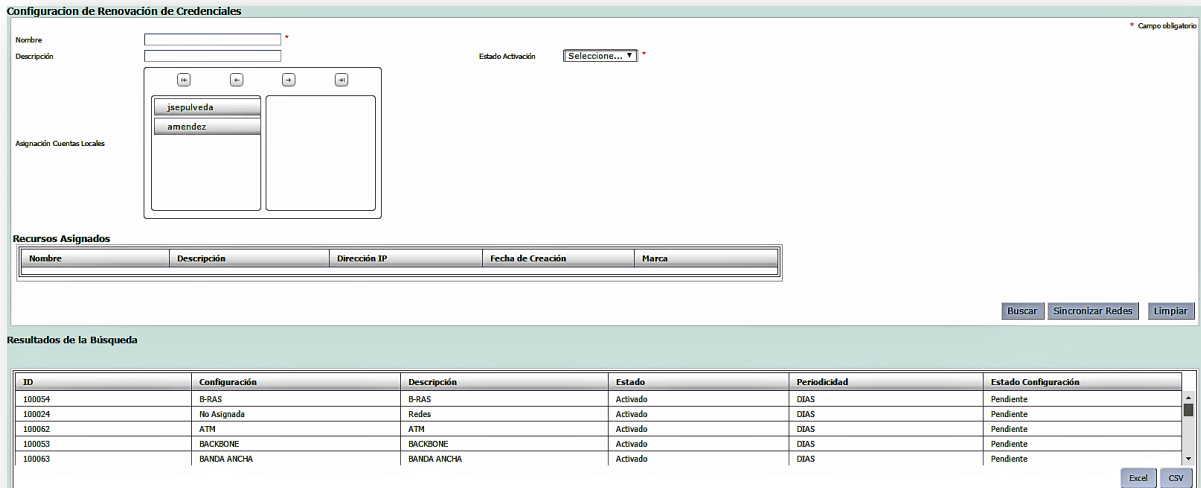 Configuracion de Renovación de Credenciales
* Campo obligatorio
Nombre *
Descripción Estado Activación Seleccione... *
jsepulveda
amendez
Asignación Cuentas Locales
Recursos Asignados
Nombre Descripción Dirección IP Fecha de Creación Marca
Buscar Sincronizar Redes Limpiar
Resultados de la Búsqueda
ID Configuración Descripción Estado Periodicidad Estado Configuración
100054 B-RAS B-RAS Activado DIAS Pendiente
100024 No Asignada Redes Activado DIAS Pendiente
100062 ATM ATM Activado DIAS Pendiente
100053 BACKBONE BACKBONE Activado DIAS Pendiente
100063 BANDA ANCHA BANDA ANCHA Activado DIAS Pendiente
Excel CSV